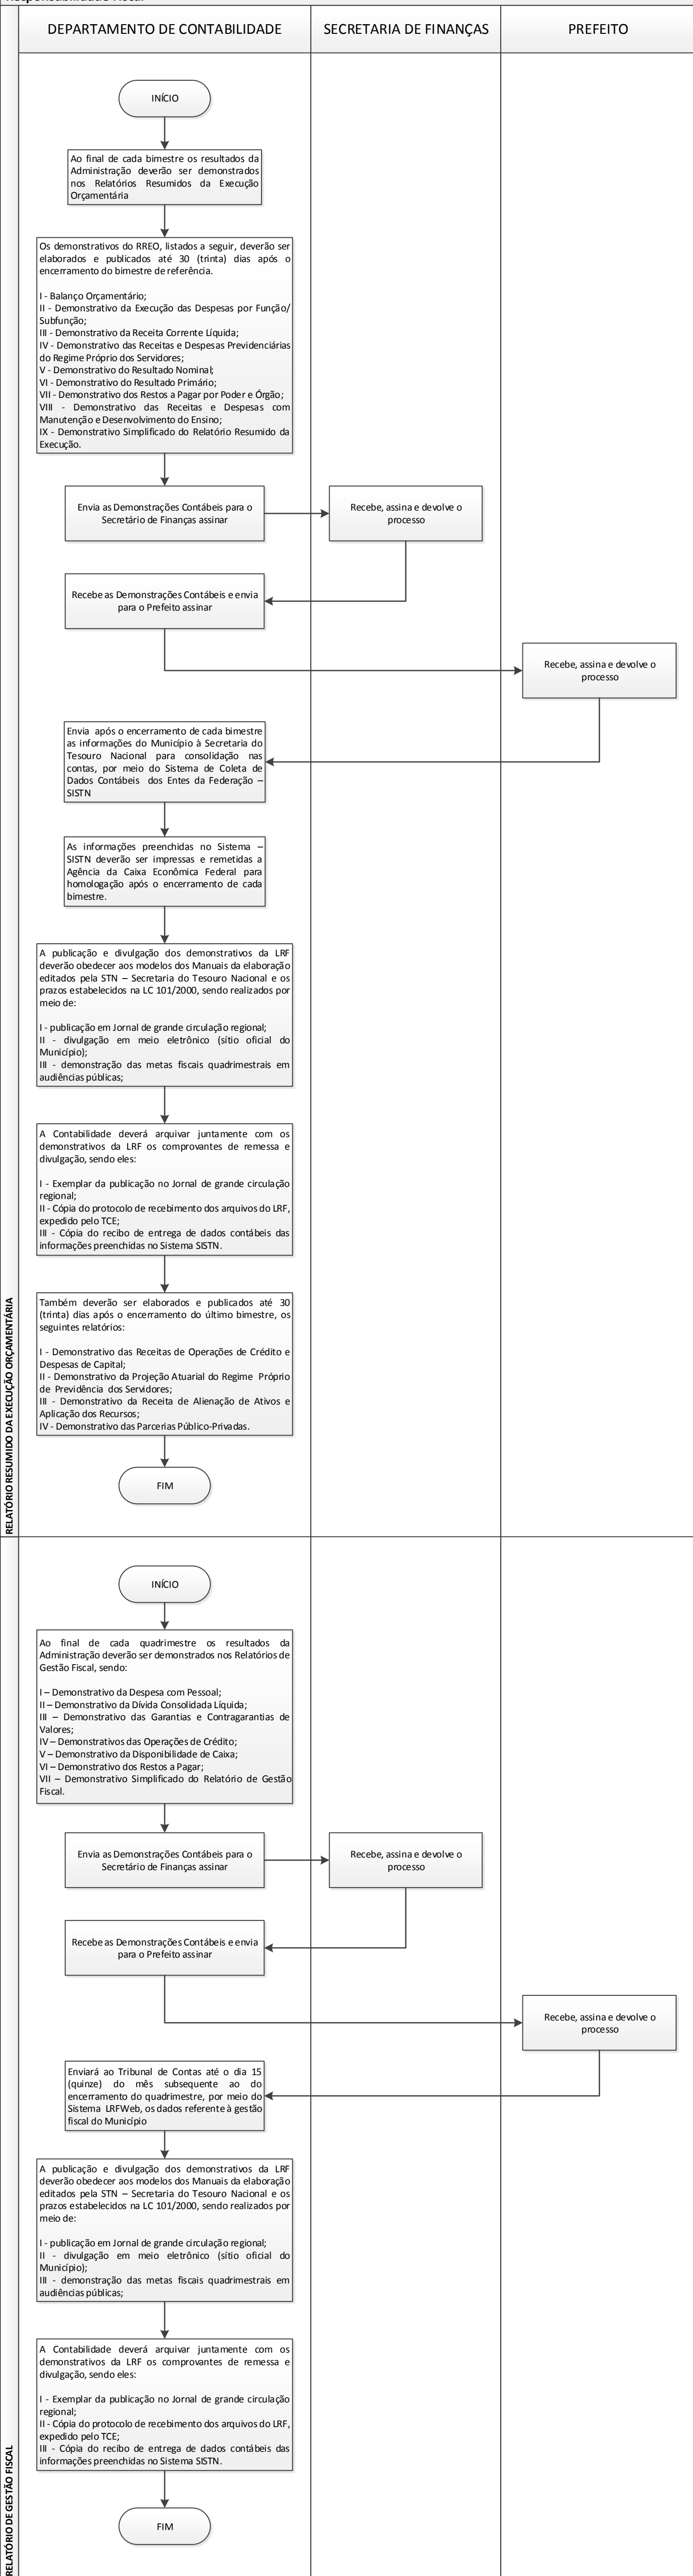 DEPARTAMENTO DE CONTABILIDADE
SECRETARIA DE FINANÇAS
PREFEITO
INÍCIO
Ao final de cada bimestre os resultados da
Administração deverão ser demonstrados
nos Relatórios Resumidos da Execução
Orçamentária
Os demonstrativos do RREO, listados a seguir, deverão ser
elaborados e publicados até 30 (trinta) dias após o
encerramento do bimestre de referência.
I - Balanço Orçamentário;
II - Demonstrativo da Execução das Despesas por Função/
Subfunção;
III - Demonstrativo da Receita Corrente Líquida;
IV - Demonstrativo das Receitas e Despesas Previdenciárias
do Regime Próprio dos Servidores;
V - Demonstrativo do Resultado Nominal;
VI - Demonstrativo do Resultado Primário;
VII - Demonstrativo dos Restos a Pagar por Poder e Órgão;
VIII - Demonstrativo das Receitas e Despesas com
Manutenção e Desenvolvimento do Ensino;
IX - Demonstrativo Simplificado do Relatório Resumido da
Execução.
Envia as Demonstrações Contábeis para o
Secretário de Finanças assinar
Recebe, assina e devolve o
processo
Recebe as Demonstrações Contábeis e envia
para o Prefeito assinar
Recebe, assina e devolve o
processo
Envia após o encerramento de cada bimestre
as informações do Município à Secretaria do
Tesouro Nacional para consolidação nas
contas, por meio do Sistema de Coleta de
Dados Contábeis dos Entes da Federação –
SISTN
As informações preenchidas no Sistema –
SISTN deverão ser impressas e remetidas a
Agência da Caixa Econômica Federal para
homologação após o encerramento de cada
bimestre.
A publicação e divulgação dos demonstrativos da LRF
deverão obedecer aos modelos dos Manuais da elaboração
editados pela STN – Secretaria do Tesouro Nacional e os
prazos estabelecidos na LC 101/2000, sendo realizados por
meio de:
I - publicação em Jornal de grande circulação regional;
II - divulgação em meio eletrônico (sítio oficial do
Município);
III - demonstração das metas fiscais quadrimestrais em
audiências públicas;
A Contabilidade deverá arquivar juntamente com os
demonstrativos da LRF os comprovantes de remessa e
divulgação, sendo eles:
I - Exemplar da publicação no Jornal de grande circulação
regional;
II - Cópia do protocolo de recebimento dos arquivos do LRF,
expedido pelo TCE;
III - Cópia do recibo de entrega de dados contábeis das
informações preenchidas no Sistema SISTN.
Também deverão ser elaborados e publicados até 30
(trinta) dias após o encerramento do último bimestre, os
seguintes relatórios:
I - Demonstrativo das Receitas de Operações de Crédito e
Despesas de Capital;
II - Demonstrativo da Projeção Atuarial do Regime Próprio
de Previdência dos Servidores;
III - Demonstrativo da Receita de Alienação de Ativos e
Aplicação dos Recursos;
IV - Demonstrativo das Parcerias Público-Privadas.
FIM
RELATÓRIO RESUMIDO DA EXECUÇÃO ORÇAMENTÁRIA
INÍCIO
Ao final de cada quadrimestre os resultados da
Administração deverão ser demonstrados nos Relatórios de
Gestão Fiscal, sendo:
I – Demonstrativo da Despesa com Pessoal;
II – Demonstrativo da Dívida Consolidada Líquida;
III – Demonstrativo das Garantias e Contragarantias de
Valores;
IV – Demonstrativos das Operações de Crédito;
V – Demonstrativo da Disponibilidade de Caixa;
VI – Demonstrativo dos Restos a Pagar;
VII – Demonstrativo Simplificado do Relatório de Gestão
Fiscal.
Envia as Demonstrações Contábeis para o
Secretário de Finanças assinar
Recebe, assina e devolve o
processo
Recebe as Demonstrações Contábeis e envia
para o Prefeito assinar
Recebe, assina e devolve o
processo
Enviará ao Tribunal de Contas até o dia 15
(quinze) do mês subsequente ao do
encerramento do quadrimestre, por meio do
Sistema LRFWeb, os dados referente à gestão
fiscal do Município
A publicação e divulgação dos demonstrativos da LRF
deverão obedecer aos modelos dos Manuais da elaboração
editados pela STN – Secretaria do Tesouro Nacional e os
prazos estabelecidos na LC 101/2000, sendo realizados por
meio de:
I - publicação em Jornal de grande circulação regional;
II - divulgação em meio eletrônico (sítio oficial do
Município);
III - demonstração das metas fiscais quadrimestrais em
audiências públicas;
A Contabilidade deverá arquivar juntamente com os
demonstrativos da LRF os comprovantes de remessa e
divulgação, sendo eles:
I - Exemplar da publicação no Jornal de grande circulação
regional;
II - Cópia do protocolo de recebimento dos arquivos do LRF,
expedido pelo TCE;
III - Cópia do recibo de entrega de dados contábeis das
informações preenchidas no Sistema SISTN.
FIM
RELATÓRIO DE GESTÃO FISCAL